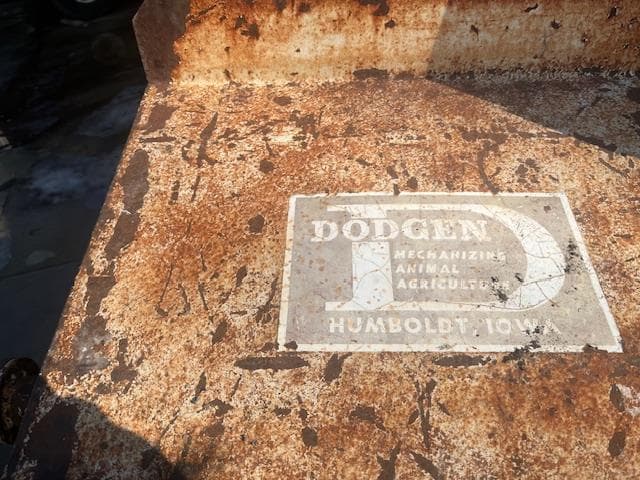 DODGEN
MECHANIZING
ANIMAL
AGRICULTURE
HUMBOLDT, IOWA